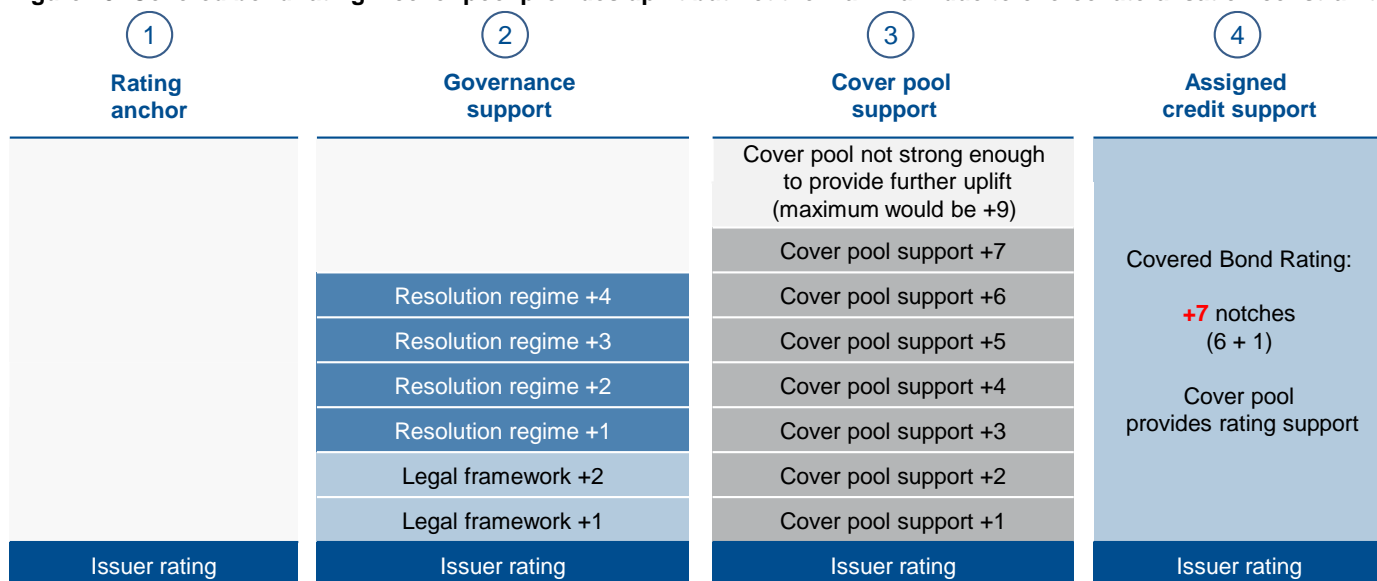 1
Rating
anchor
2
Governance
support
3
Cover pool
support
4
Assigned
credit support
Cover pool not strong enough
to provide further uplift
(maximum would be +9)
Cover pool support +7
Resolution regime +4
Cover pool support +6
Resolution regime +3
Cover pool support +5
Resolution regime +2
Cover pool support +4
Resolution regime +1
Cover pool support +3
Legal framework +2
Cover pool support +2
Legal framework +1
Cover pool support +1
Covered Bond Rating:
+7 notches
(6 + 1)
Cover pool
provides rating support
Issuer rating
Issuer rating
Issuer rating
Issuer rating